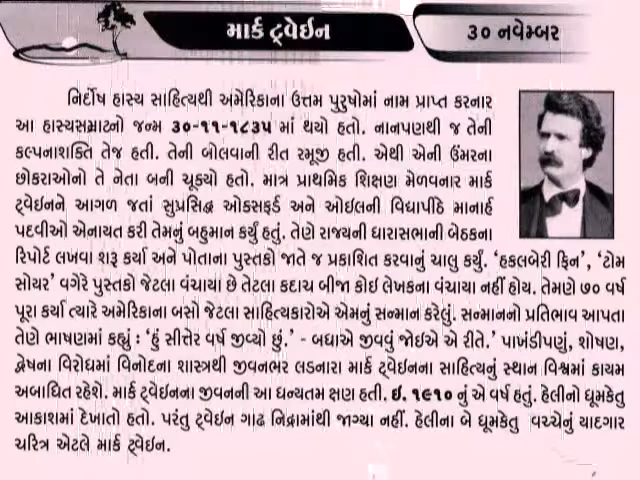 માર્ક ટ્વેઈન
૩૦ નવેમ્બર
નિર્દોષ હાસ્ય સાહિત્યથી અમેરિકાના ઉત્તમ પુરુષોમાં નામ પ્રાપ્ત કરનાર
આ હાસ્યસમ્રાટનો જન્મ ૩૦-૧૧-૧૮૩૫ માં થયો હતો. નાનપણથી જ તેની
કલ્પનાશક્તિ તેજ હતી. તેની બોલવાની રીત રમૂજી હતી. એથી એની ઉંમરના
છોકરાઓનો તે નેતા બની ચૂક્યો હતો. માત્ર પ્રાથમિક શિક્ષણ મેળવનાર માર્ક
ટ્વેઈનને આગળ જતાં સુપ્રસિદ્ધ ઓકસફર્ડ અને ઓઈલની વિદ્યાપીઠે માનાર્હ
પદવીઓ એનાયત કરી તેમનું બહુમાન કર્યું હતું. તેણે રાજ્યની ધારાસભાની બેઠકના
રિપોર્ટ લખવા શરૂ કર્યા અને પોતાના પુસ્તકો જાતે જ પ્રકાશિત કરવાનું ચાલુ કર્યું. ‘હકલબેરી ફિન’, ‘ટોમ
સોયર’ વગેરે પુસ્તકો જેટલા વંચાયા છે તેટલા કદાચ બીજા કોઇ લેખકના વંચાયા નહીં હોય. તેમણે ૭૦ વર્ષ
પૂરા કર્યા ત્યારે અમેરિકાના બસો જેટલા સાહિત્યકારોએ એમનું સન્માન કરેલું. સન્માનનો પ્રતિભાવ આપતા
તેણે ભાષણમાં કહ્યું : ‘હું સીત્તેર વર્ષ જીવ્યો છું.’ - બધાએ જીવવું જોઇએ એ રીતે.’ પાખંડીપણું, શોષણ,
દ્વેષના વિરોધમાં વિનોદના શાસ્ત્રથી જીવનભર લડનારા માર્ક ટ્વેઈનના સાહિત્યનું સ્થાન વિશ્વમાં કાયમ
અબાધિત રહેશે. માર્ક ટ્વેઈનના જીવનની આ ધન્યતમ ક્ષણ હતી. ઇ. ૧૯૧૦ નું એ વર્ષ હતું. હેલીનો ધૂમકેતુ
આકાશમાં દેખાતો હતો. પરંતુ ટ્વેઈન ગાઢ નિદ્રામાંથી જાગ્યા નહીં. હેલીના બે ધૂમકેતુ વચ્ચેનું યાદગાર
ચરિત્ર એટલે માર્ક ટ્વેઈન.